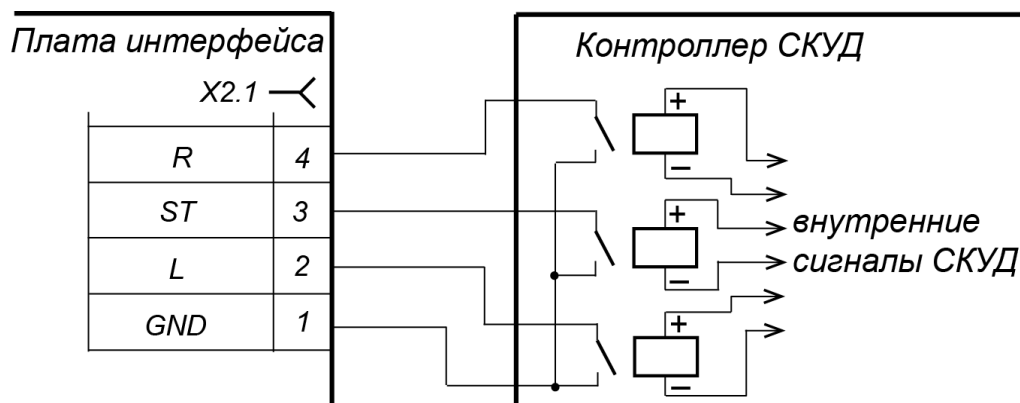 Плата интерфейса
Контроллер СКУД
X2.1
R 4
ST 3
L 2
GND 1
+
−
+
−
+
−
внутренние
сигналы СКУД